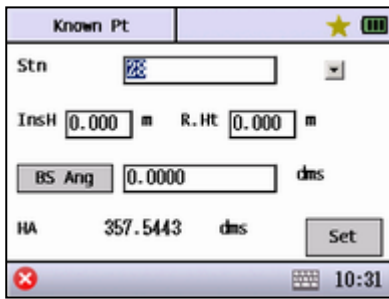 Known Pt
Stn 28
InsH 0.000 m R.Ht 0.000 m
BS Ang 0.0000 dms
HA 357.5443 dms Set
10:31